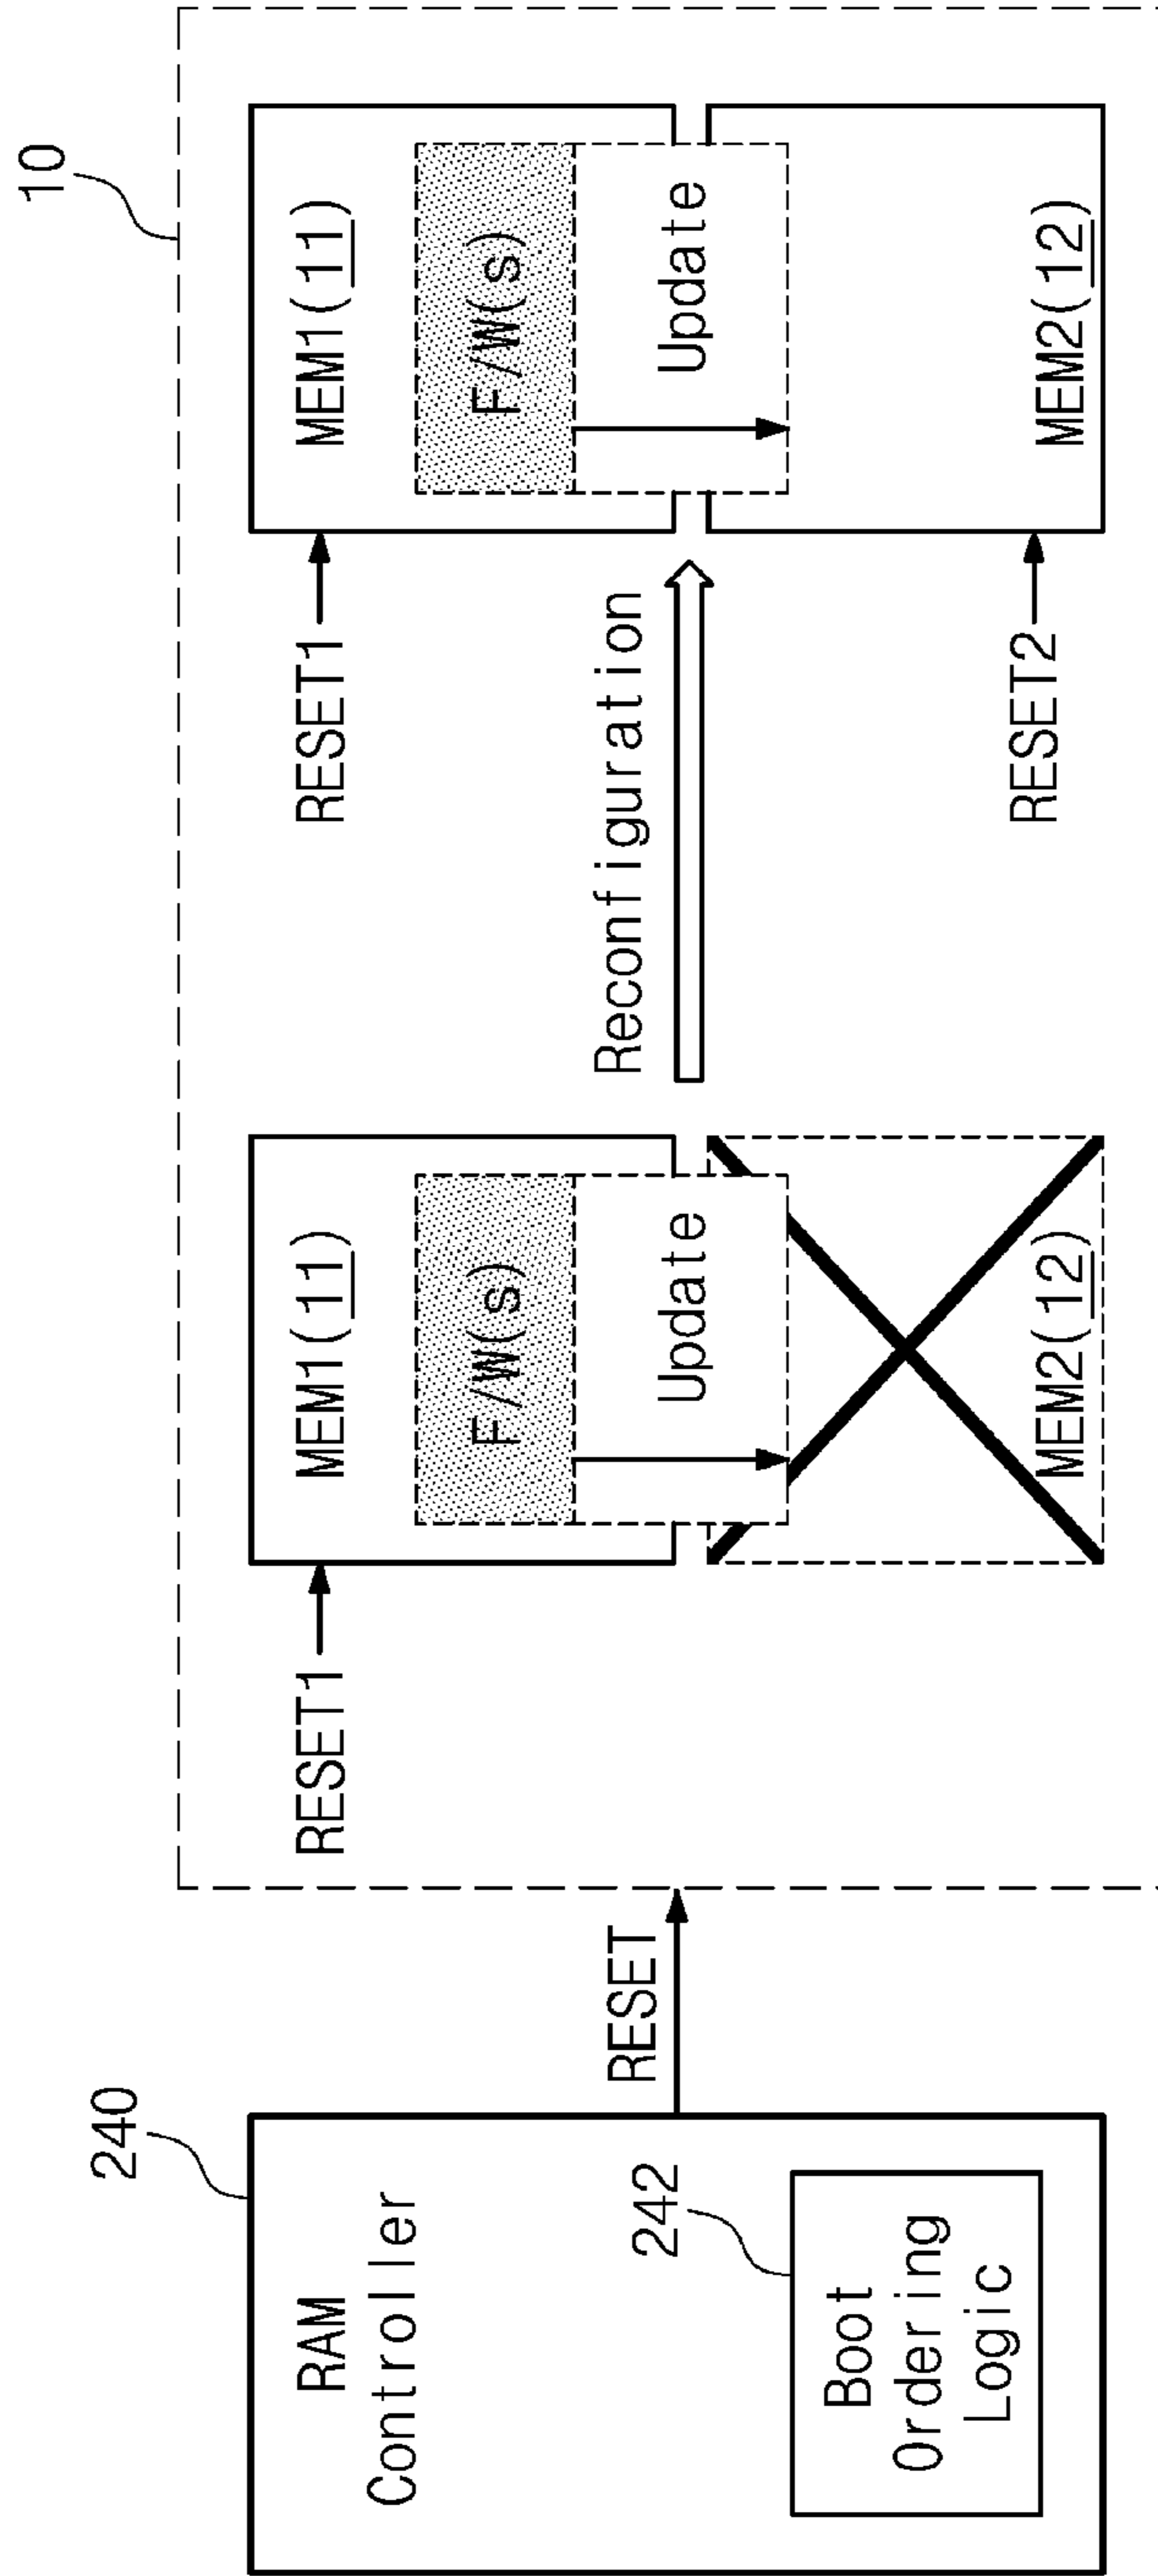 240
RAM
Controller
242
Boot
Ordering
Logic
RESET
10
RESET1
MEM1(11)
F/W(s)
Update
MEM2(12)
Reconfiguration
RESET1
MEM1(11)
F/W(s)
Update
RESET2
MEM2(12)